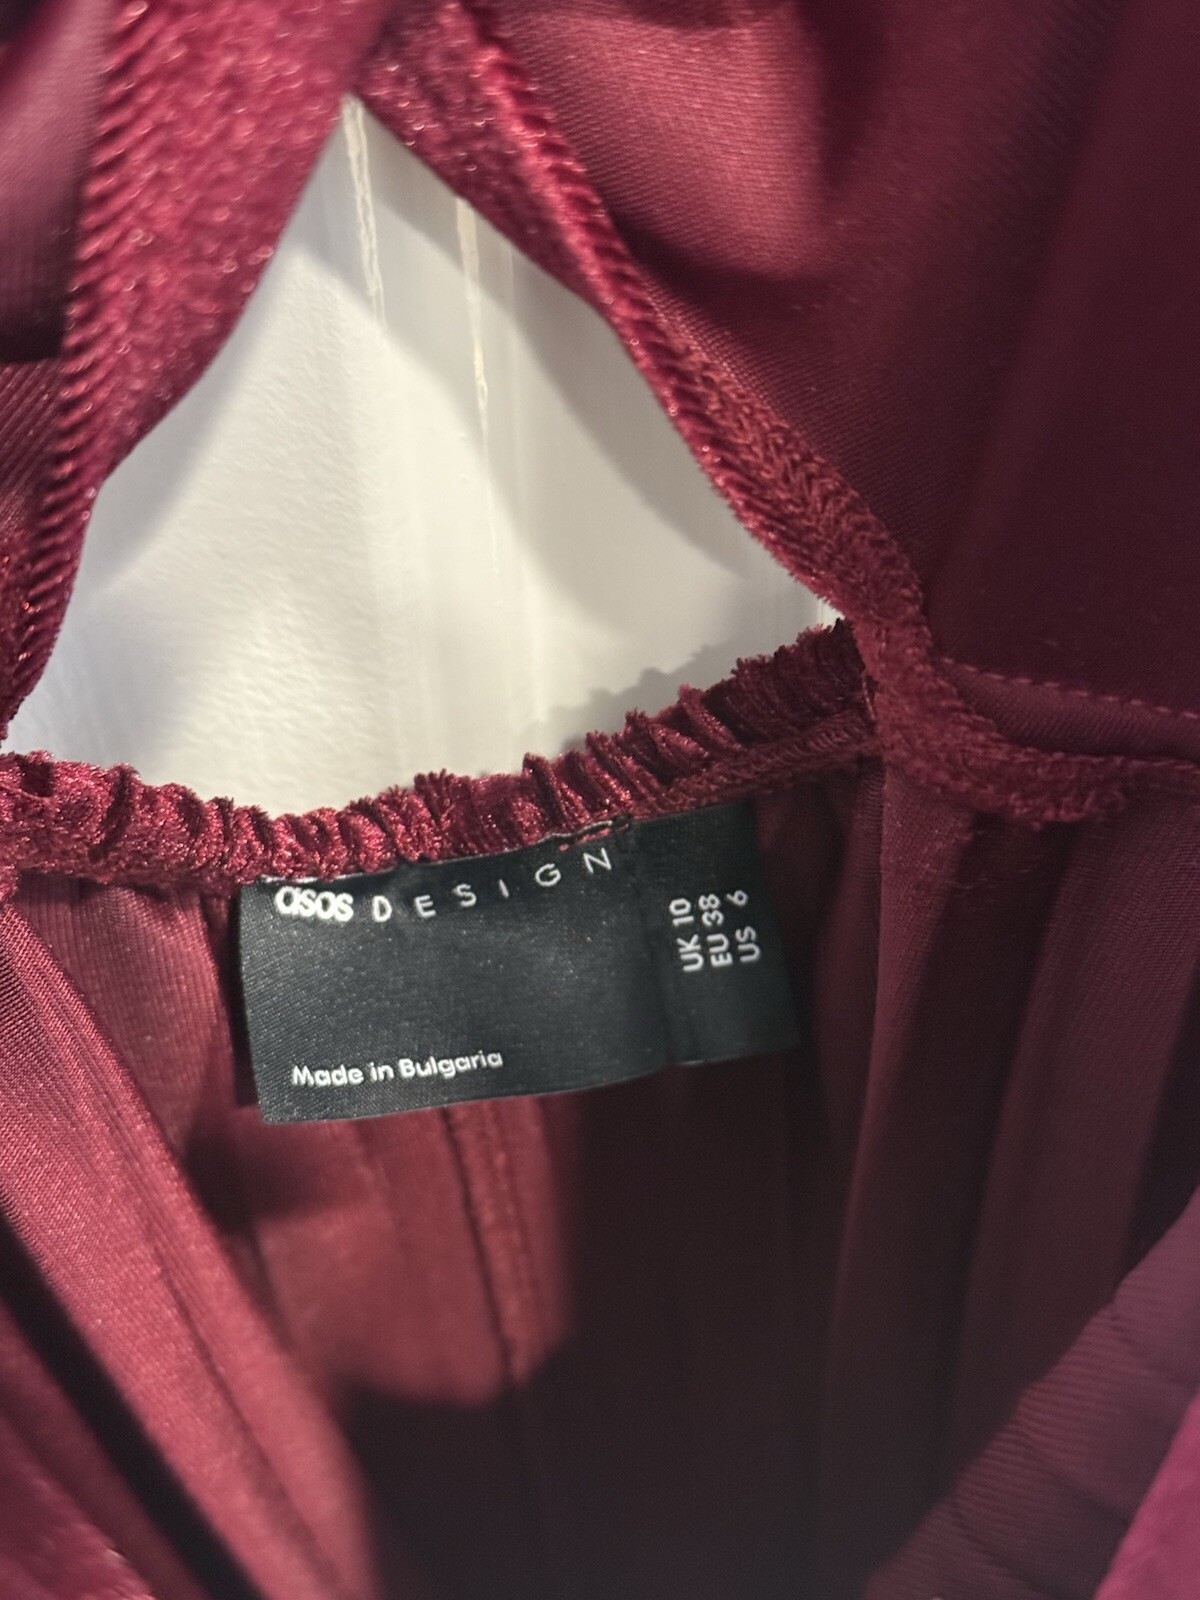 asos DESIGN
UK 10
EU 38
US 6
Made in Bulgaria